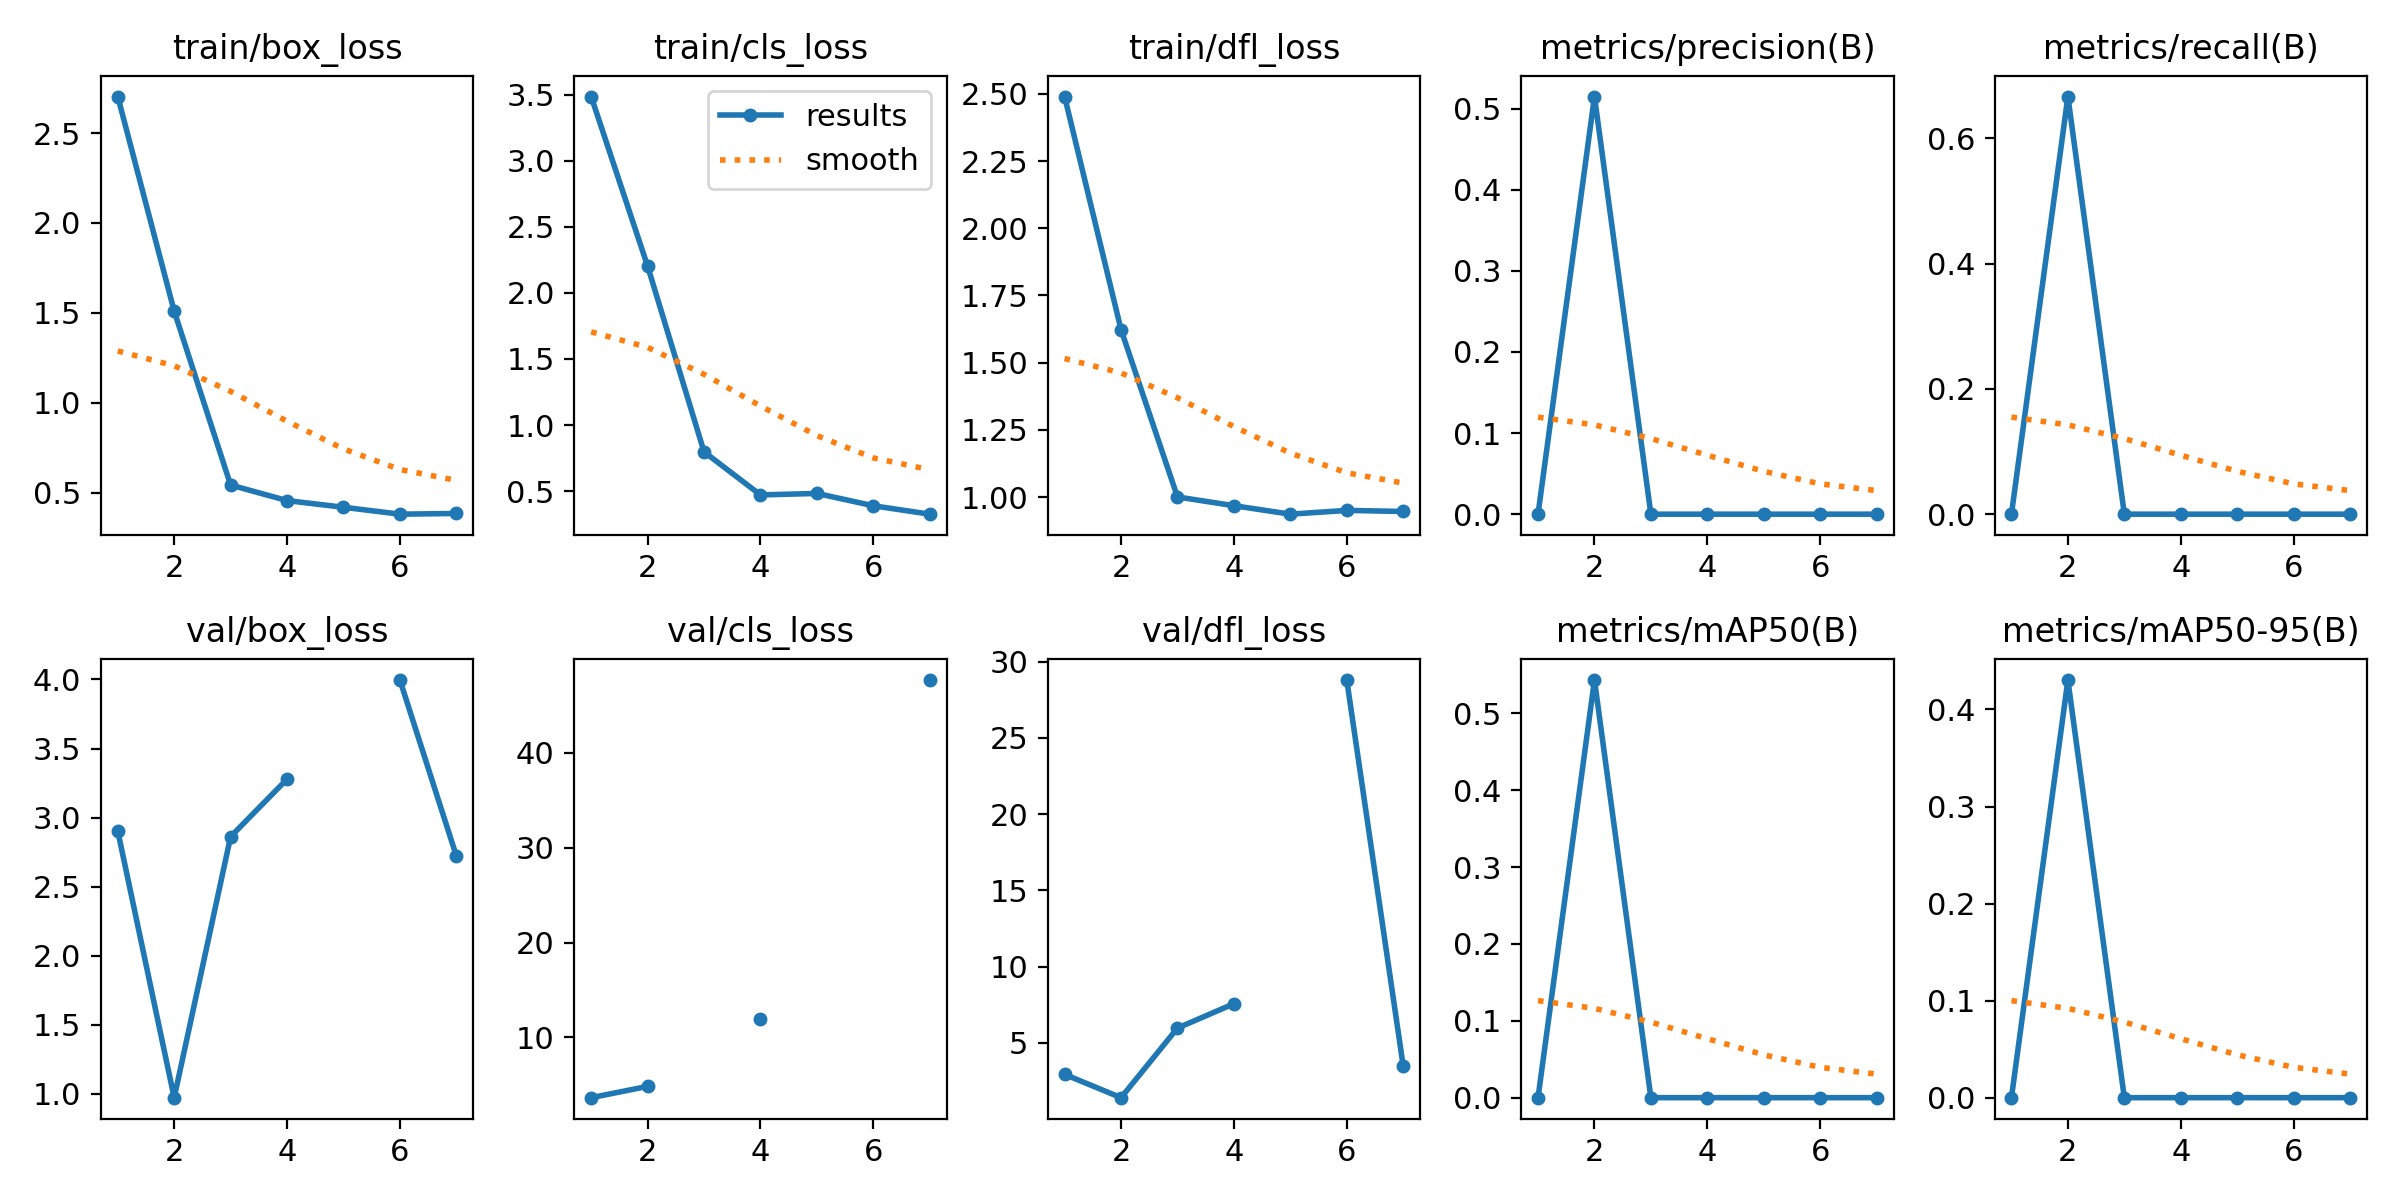 train/box_loss
2.5
2.0
1.5
1.0
0.5
2 4 6
train/cls_loss
results
smooth
3.5
3.0
2.5
2.0
1.5
1.0
0.5
2 4 6
train/dfl_loss
2.50
2.25
2.00
1.75
1.50
1.25
1.00
2 4 6
metrics/precision(B)
0.5
0.4
0.3
0.2
0.1
0.0
2 4 6
metrics/recall(B)
0.6
0.4
0.2
0.0
2 4 6
val/box_loss
4.0
3.5
3.0
2.5
2.0
1.5
1.0
2 4 6
val/cls_loss
40
30
20
10
2 4 6
val/dfl_loss
30
25
20
15
10
5
2 4 6
metrics/mAP50(B)
0.5
0.4
0.3
0.2
0.1
0.0
2 4 6
metrics/mAP50-95(B)
0.4
0.3
0.2
0.1
0.0
2 4 6